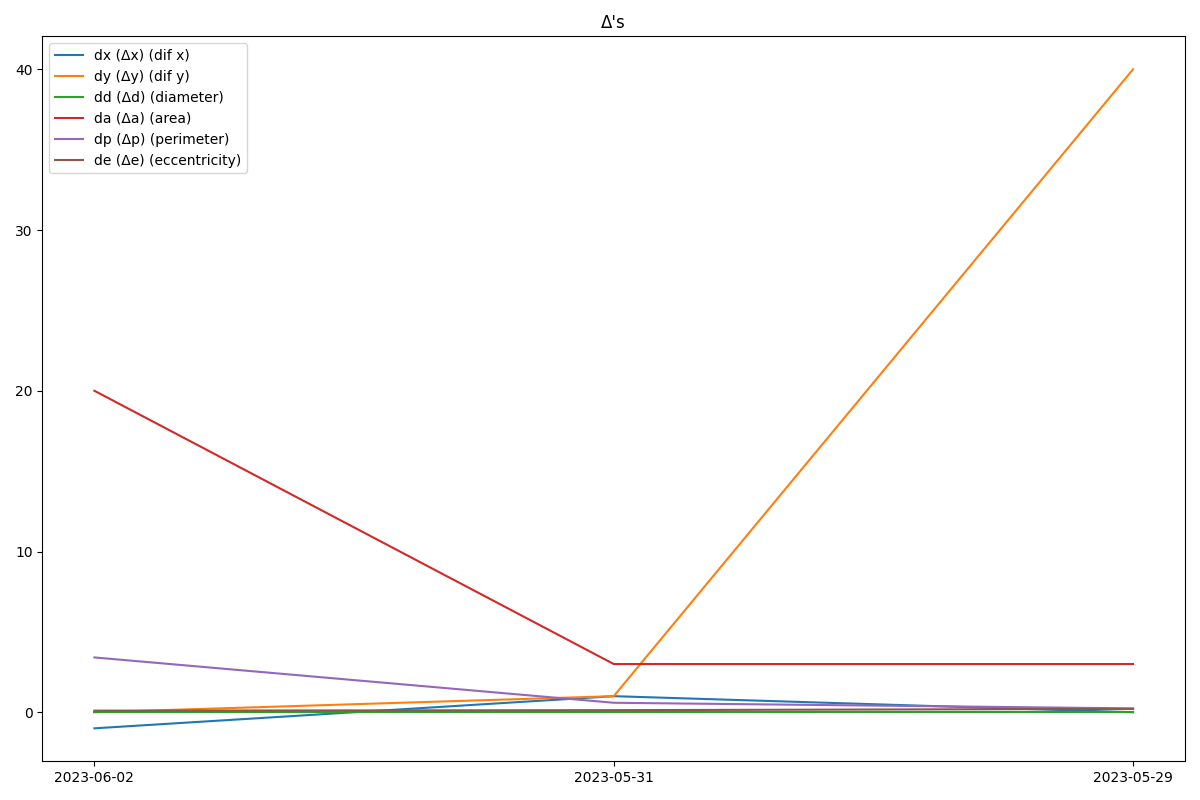 Δ's
dx (Δx) (dif x)
dy (Δy) (dif y)
dd (Δd) (diameter)
da (Δa) (area)
dp (Δp) (perimeter)
de (Δe) (eccentricity)
40
30
20
10
0
2023-06-02
2023-05-31
2023-05-29